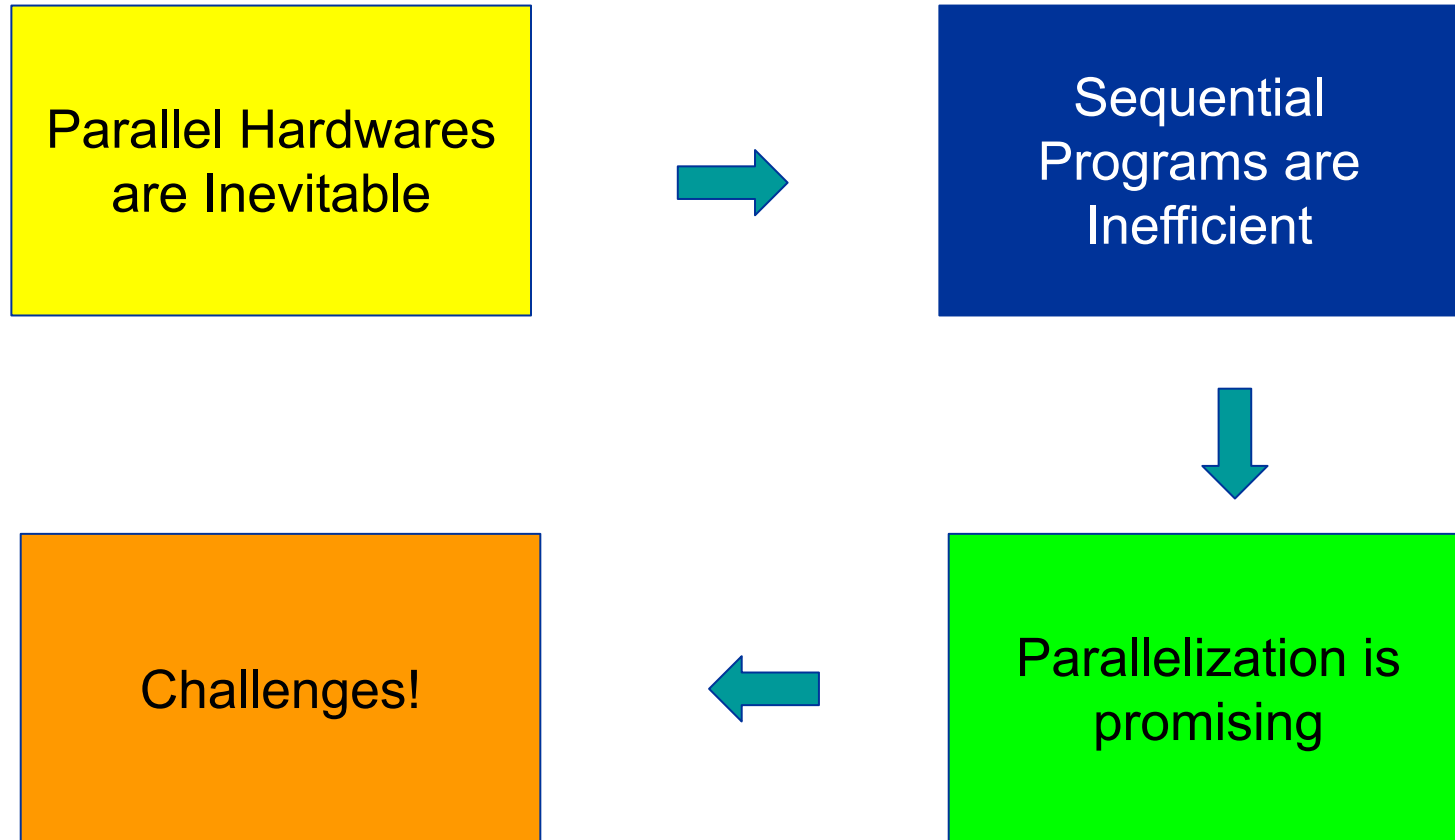 Parallel Hardwares
are Inevitable
Sequential
Programs are
Inefficient
Parallelization is
promising
Challenges!